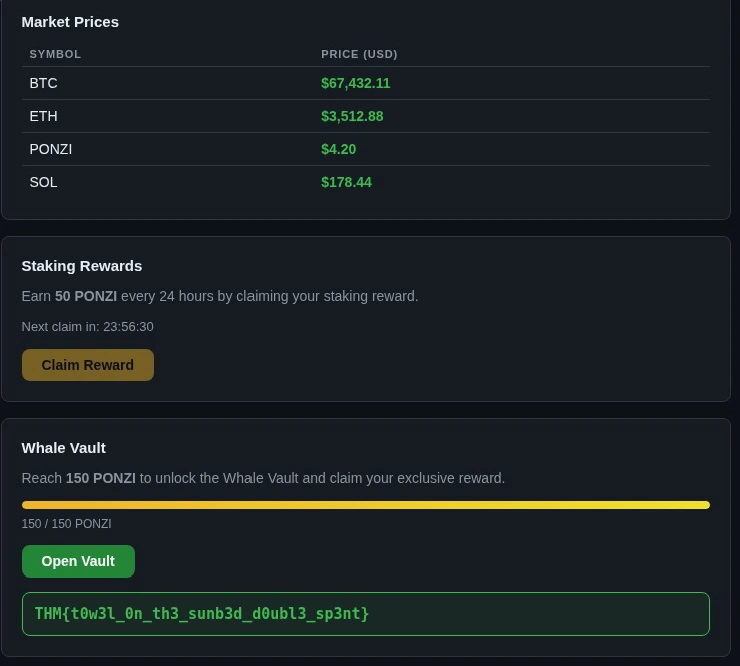 Market Prices
SYMBOL PRICE (USD)
BTC $67,432.11
ETH $3,512.88
PONZI $4.20
SOL $178.44
Staking Rewards
Earn 50 PONZI every 24 hours by claiming your staking reward.
Next claim in: 23:56:30
Claim Reward
Whale Vault
Reach 150 PONZI to unlock the Whale Vault and claim your exclusive reward.
150 / 150 PONZI
Open Vault
THM{t0w3l_0n_th3_sunb3d_d0ubl3_sp3nt}